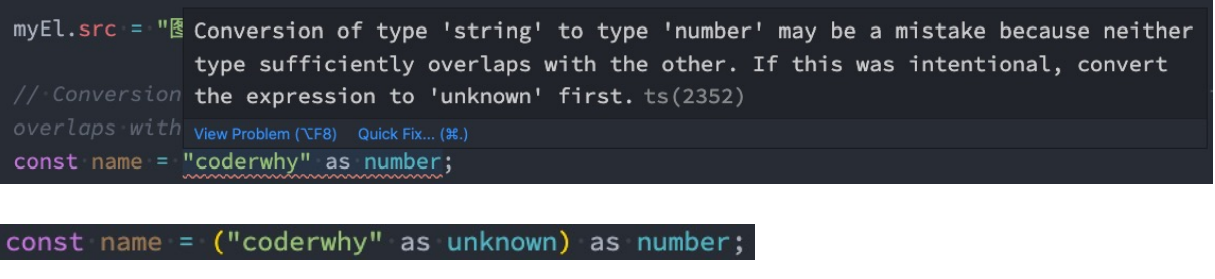 myEl.src = "图
Conversion of type 'string' to type 'number' may be a mistake because neither
type sufficiently overlaps with the other. If this was intentional, convert
// Conversion
the expression to 'unknown' first. ts(2352)
overlaps with
View Problem (⌥F8) Quick Fix... (⌘.)
const name = "coderwhy" as number;
const name = ("coderwhy" as unknown) as number;